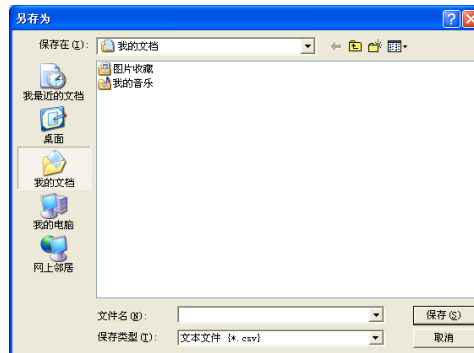 另存为
保存在(I):
我的文档
图片收藏
我的音乐
我最近的文档
桌面
我的文档
我的电脑
网上邻居
文件名(N):
保存(S)
保存类型(T):
文本文件 {*.csv}
取消